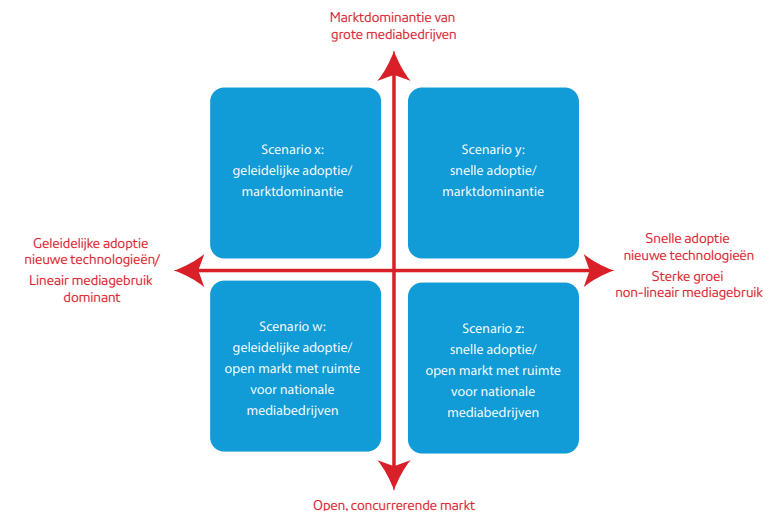 Marktdominantie van
grote mediabedrijven
Scenario x:
geleidelijke adoptie/
marktdominantie
Scenario y:
snelle adoptie/
marktdominantie
Geleidelijke adoptie
nieuwe technologieën/
Lineair mediagebruik
dominant
Snelle adoptie
nieuwe technologieën
Sterke groei
non-lineair mediagebruik
Scenario w:
geleidelijke adoptie/
open markt met ruimte
voor nationale
mediabedrijven
Scenario z:
snelle adoptie/
open markt met ruimte
voor nationale
mediabedrijven
Open, concurrerende markt